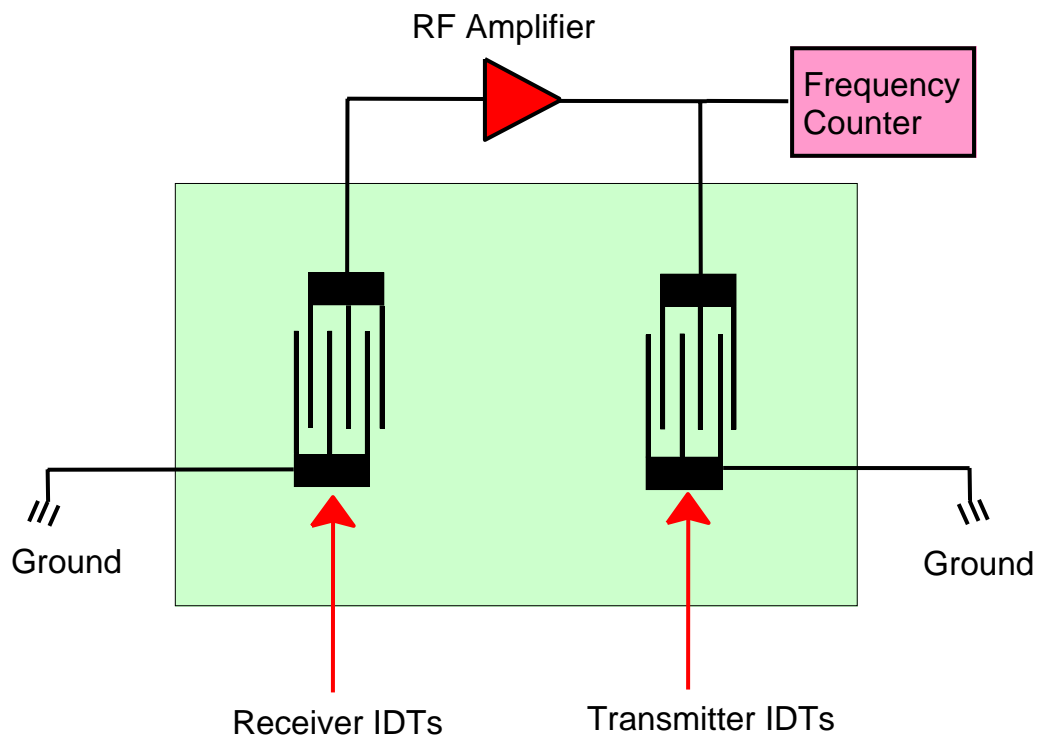 RF Amplifier
Frequency
Counter
Ground
Ground
Receiver IDTs
Transmitter IDTs